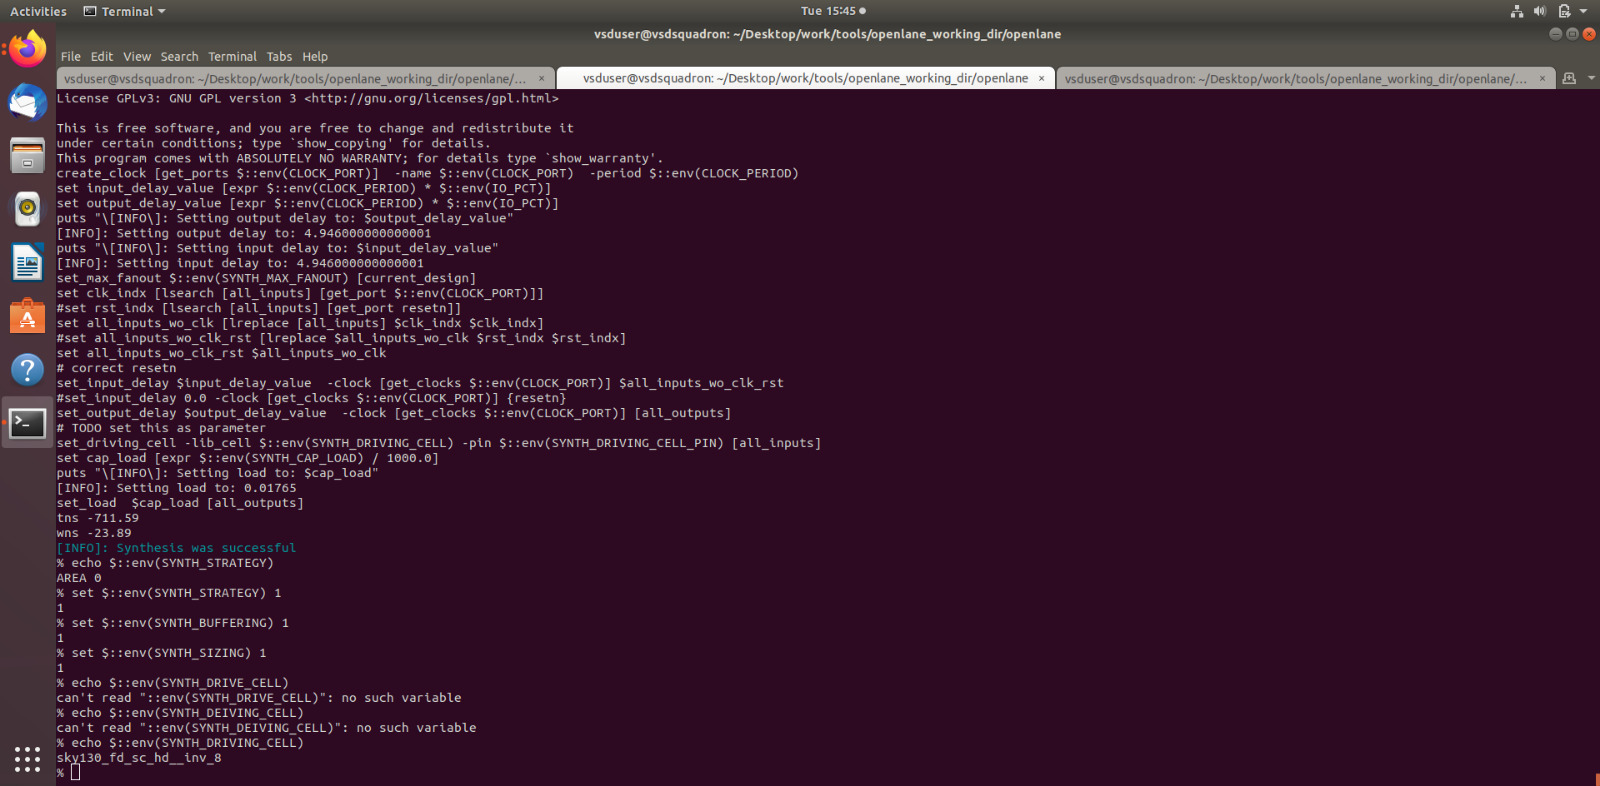 Activities Terminal Tue 15:45
vsduser@vsdsquadron: ~/Desktop/work/tools/openlane_working_dir/openlane
File Edit View Search Terminal Tabs Help
vsduser@vsdsquadron: ~/Desktop/work/tools/openlane_working_dir/openlane/... × vsduser@vsdsquadron: ~/Desktop/work/tools/openlane_working_dir/openlane × vsduser@vsdsquadron: ~/Desktop/work/tools/openlane_working_dir/openlane/... ×
License GPLv3: GNU GPL version 3 <http://gnu.org/licenses/gpl.html>
This is free software, and you are free to change and redistribute it
under certain conditions; type `show_copying' for details.
This program comes with ABSOLUTELY NO WARRANTY; for details type `show_warranty'.
create_clock [get_ports $::env(CLOCK_PORT)]  -name $::env(CLOCK_PORT)  -period $::env(CLOCK_PERIOD)
set input_delay_value [expr $::env(CLOCK_PERIOD) * $::env(IO_PCT)]
set output_delay_value [expr $::env(CLOCK_PERIOD) * $::env(IO_PCT)]
puts "\[INFO\]: Setting output delay to: $output_delay_value"
[INFO]: Setting output delay to: 4.946000000000001
puts "\[INFO\]: Setting input delay to: $input_delay_value"
[INFO]: Setting input delay to: 4.946000000000001
set_max_fanout $::env(SYNTH_MAX_FANOUT) [current_design]
set clk_indx [lsearch [all_inputs] [get_port $::env(CLOCK_PORT)]]
#set rst_indx [lsearch [all_inputs] [get_port resetn]]
set all_inputs_wo_clk [lreplace [all_inputs] $clk_indx $clk_indx]
#set all_inputs_wo_clk_rst [lreplace $all_inputs_wo_clk $rst_indx $rst_indx]
set all_inputs_wo_clk_rst $all_inputs_wo_clk
# correct resetn
set_input_delay $input_delay_value  -clock [get_clocks $::env(CLOCK_PORT)] $all_inputs_wo_clk_rst
#set_input_delay 0.0 -clock [get_clocks $::env(CLOCK_PORT)] {resetn}
set_output_delay $output_delay_value  -clock [get_clocks $::env(CLOCK_PORT)] [all_outputs]
# TODO set this as parameter
set_driving_cell -lib_cell $::env(SYNTH_DRIVING_CELL) -pin $::env(SYNTH_DRIVING_CELL_PIN) [all_inputs]
set cap_load [expr $::env(SYNTH_CAP_LOAD) / 1000.0]
puts "\[INFO\]: Setting load to: $cap_load"
[INFO]: Setting load to: 0.01765
set_load  $cap_load [all_outputs]
tns -711.59
wns -23.89
[INFO]: Synthesis was successful
% echo $::env(SYNTH_STRATEGY)
AREA 0
% set $::env(SYNTH_STRATEGY) 1
1
% set $::env(SYNTH_BUFFERING) 1
1
% set $::env(SYNTH_SIZING) 1
1
% echo $::env(SYNTH_DRIVE_CELL)
can't read "::env(SYNTH_DRIVE_CELL)": no such variable
% echo $::env(SYNTH_DEIVING_CELL)
can't read "::env(SYNTH_DEIVING_CELL)": no such variable
% echo $::env(SYNTH_DRIVING_CELL)
sky130_fd_sc_hd__inv_8
%